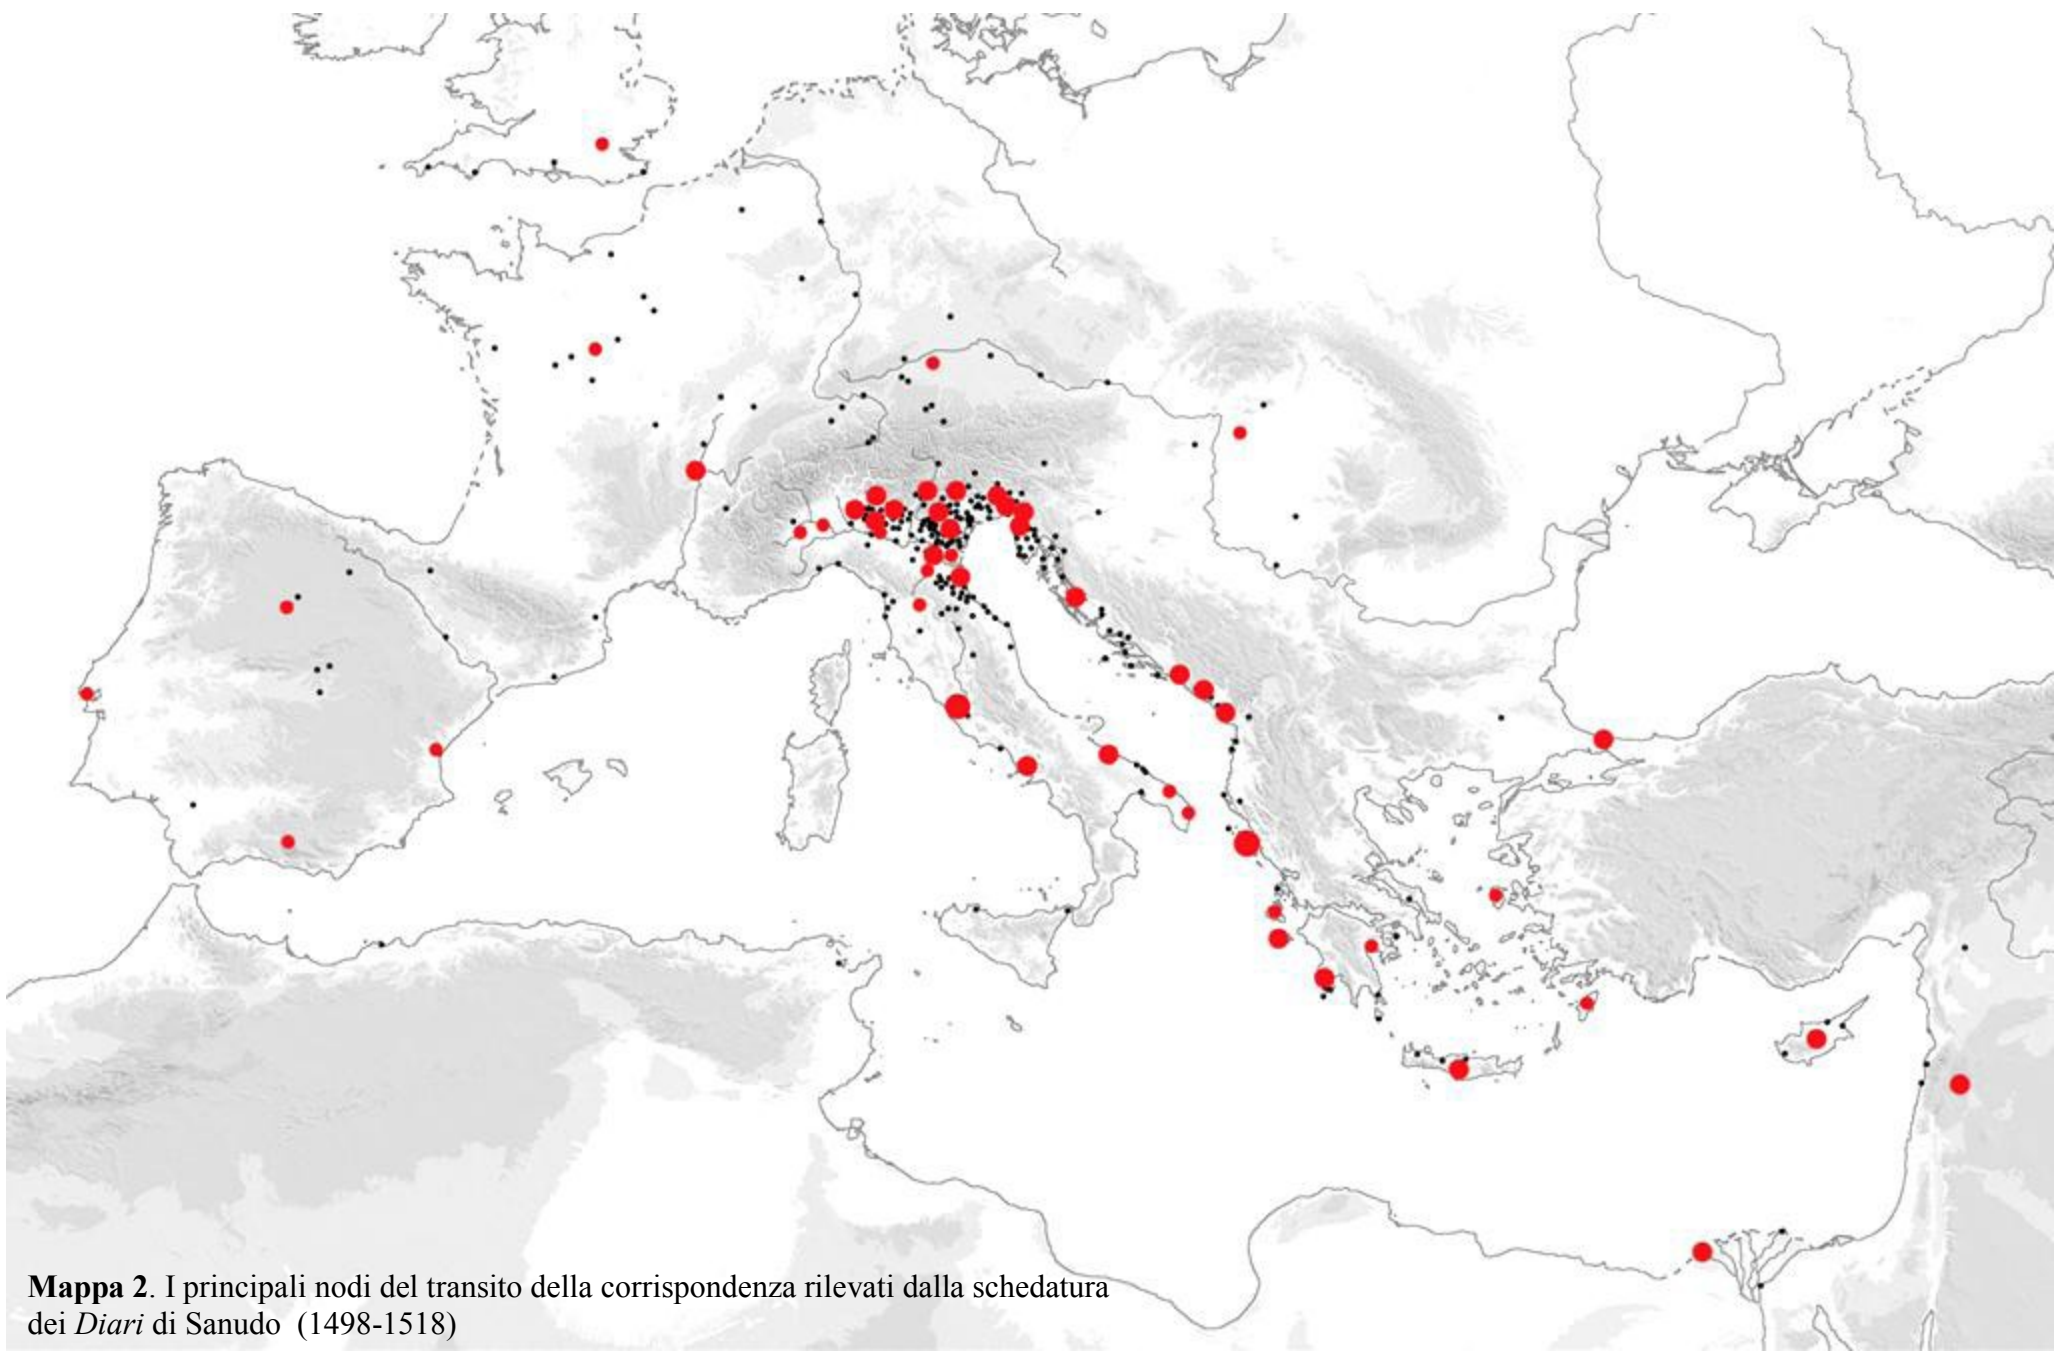 Mappa 2. I principali nodi del transito della corrispondenza rilevati dalla schedatura
dei Diari di Sanudo (1498-1518)